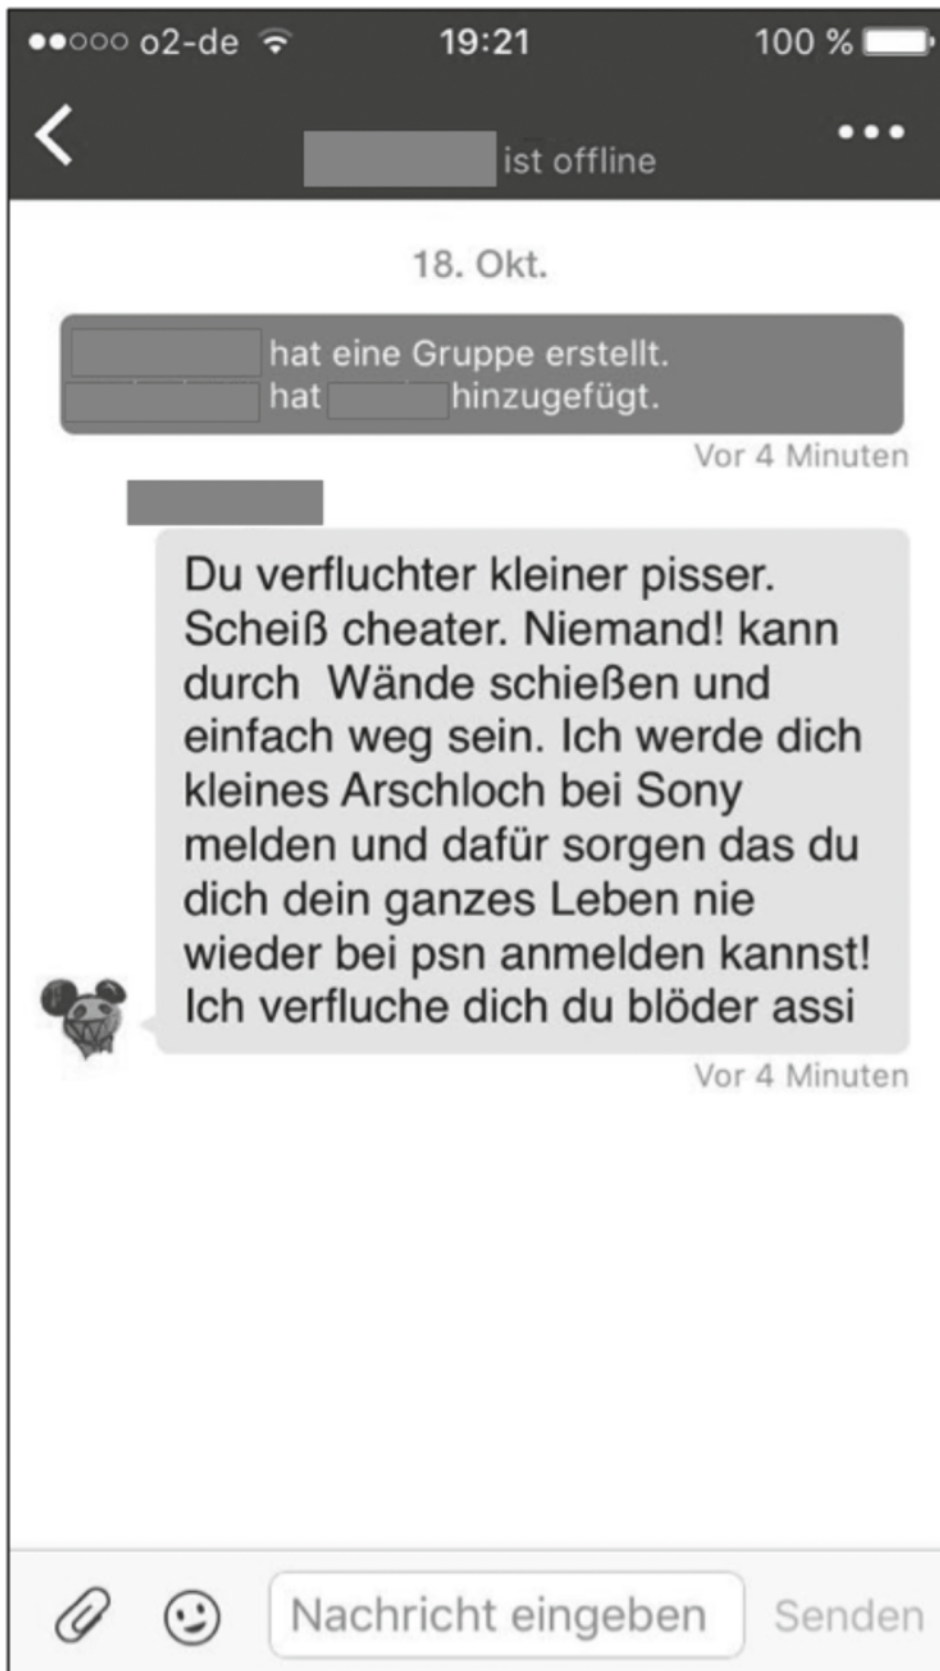 o2-de 19:21 100 %
ist offline
18. Okt.
hat eine Gruppe erstellt.
hat hinzugefügt.
Vor 4 Minuten
Du verfluchter kleiner pisser.
Scheiß cheater. Niemand! kann
durch Wände schießen und
einfach weg sein. Ich werde dich
kleines Arschloch bei Sony
melden und dafür sorgen das du
dich dein ganzes Leben nie
wieder bei psn anmelden kannst!
Ich verfluche dich du blöder assi
Vor 4 Minuten
Nachricht eingeben Senden